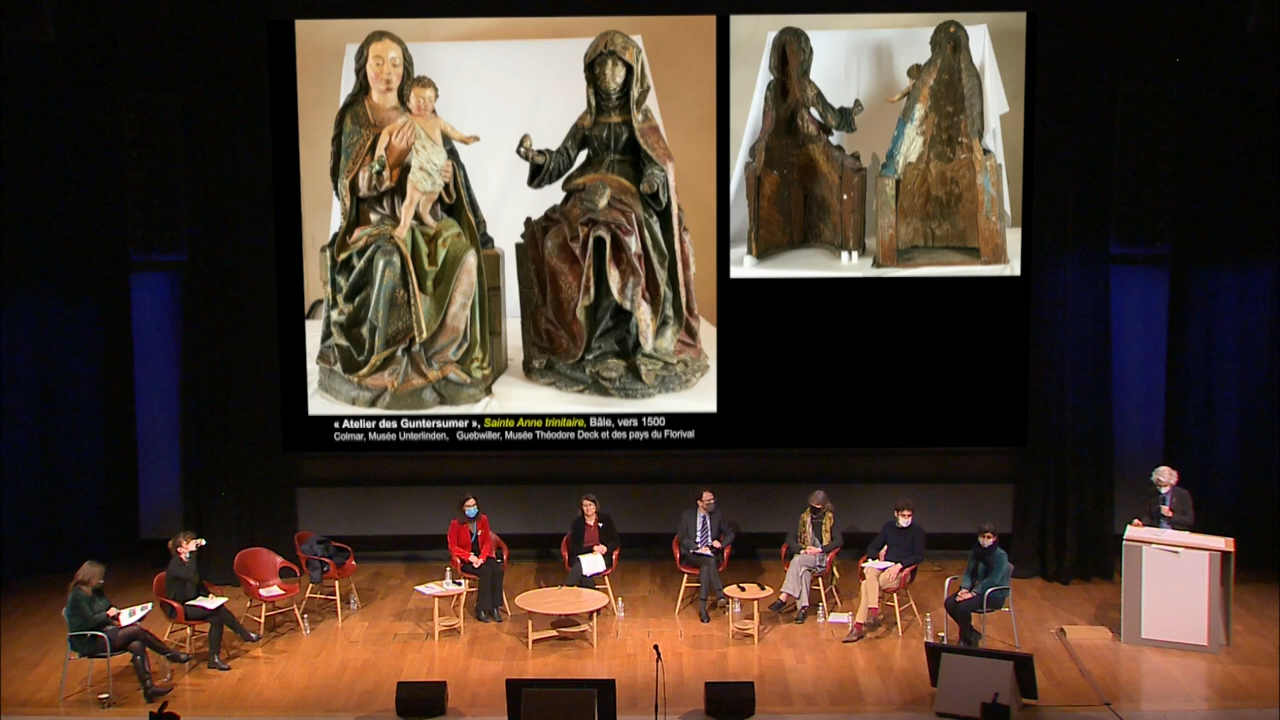 « Atelier des Guntersumer », Sainte Anne trinitaire, Bâle, vers 1500
Colmar, Musée Unterlinden, Guebwiller, Musée Théodore Deck et des pays du Florival